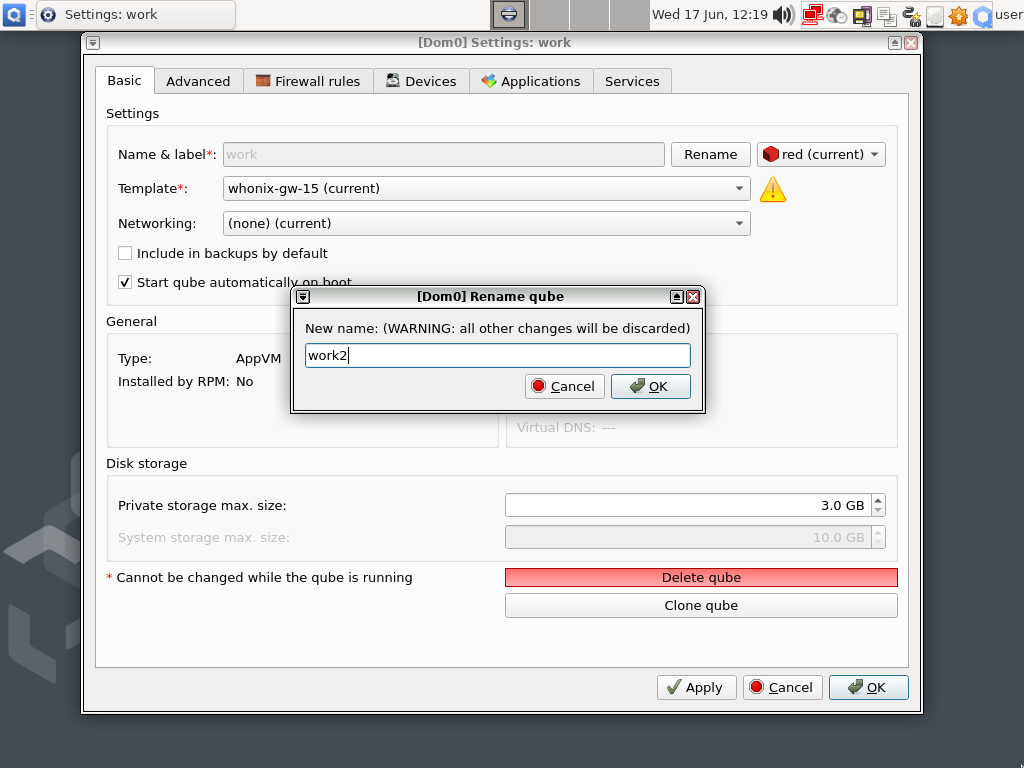 Settings: work
Wed 17 Jun, 12:19
user
[Dom0] Settings: work
Basic
Advanced
Firewall rules
Devices
Applications
Services
Settings
Name & label*:
work
Rename
red (current)
Template*:
whonix-gw-15 (current)
Networking:
(none) (current)
Include in backups by default
Start qube automatically on boot
[Dom0] Rename qube
New name: (WARNING: all other changes will be discarded)
work2
Cancel
OK
General
Type:
AppVM
Installed by RPM:
No
Virtual DNS:
---
Disk storage
Private storage max. size:
3.0 GB
System storage max. size:
10.0 GB
* Cannot be changed while the qube is running
Delete qube
Clone qube
Apply
Cancel
OK